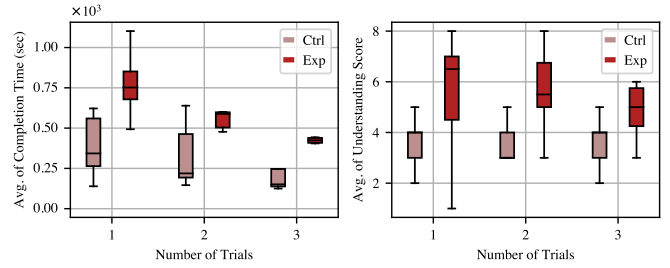 ×10³
Avg. of Completion Time (sec)
1.00
0.75
0.50
0.25
0.00
1
2
3
Number of Trials
Ctrl
Exp
Avg. of Understanding Score
8
6
4
2
1
2
3
Number of Trials
Ctrl
Exp